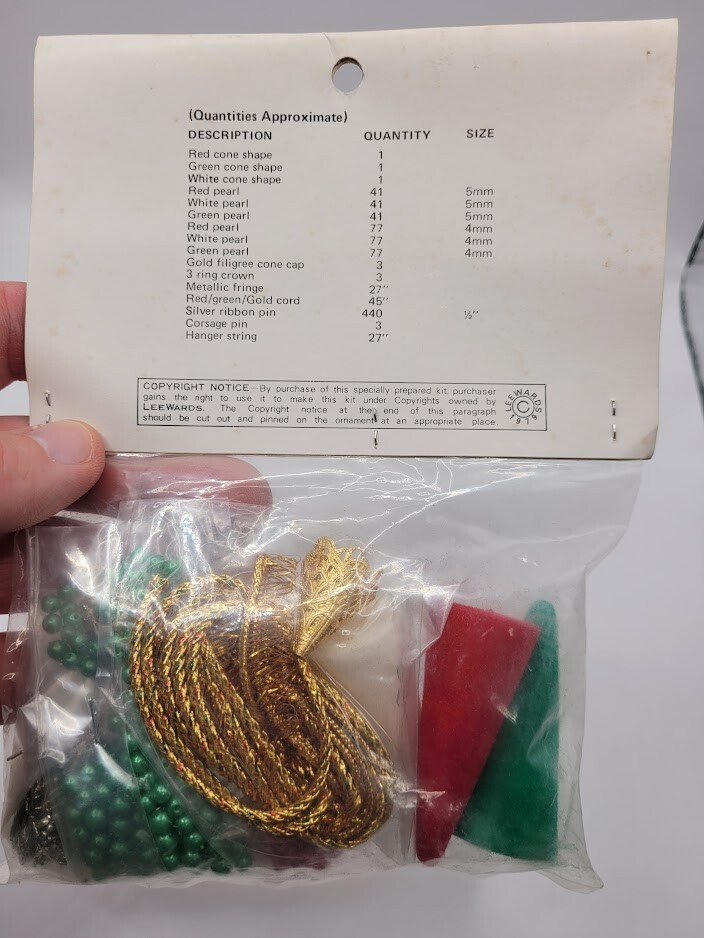 (Quantities Approximate)
DESCRIPTION QUANTITY SIZE
Red cone shape 1
Green cone shape 1
White cone shape 1
Red pearl 41 5mm
White pearl 41 5mm
Green pearl 41 5mm
Red pearl 77 4mm
White pearl 77 4mm
Green pearl 77 4mm
Gold filigree cone cap 3
3 ring crown 3
Metallic fringe 27''
Red/green/Gold cord 45''
Silver ribbon pin 440 ½''
Corsage pin 3
Hanger string 27''
COPYRIGHT NOTICE—By purchase of this specially prepared kit, purchaser
gains the right to use it to make this kit under Copyrights owned by
LEEWARDS. The Copyright notice at the end of this paragraph
should be cut out and pinned on the ornament at an appropriate place.
LEEWARDS
C